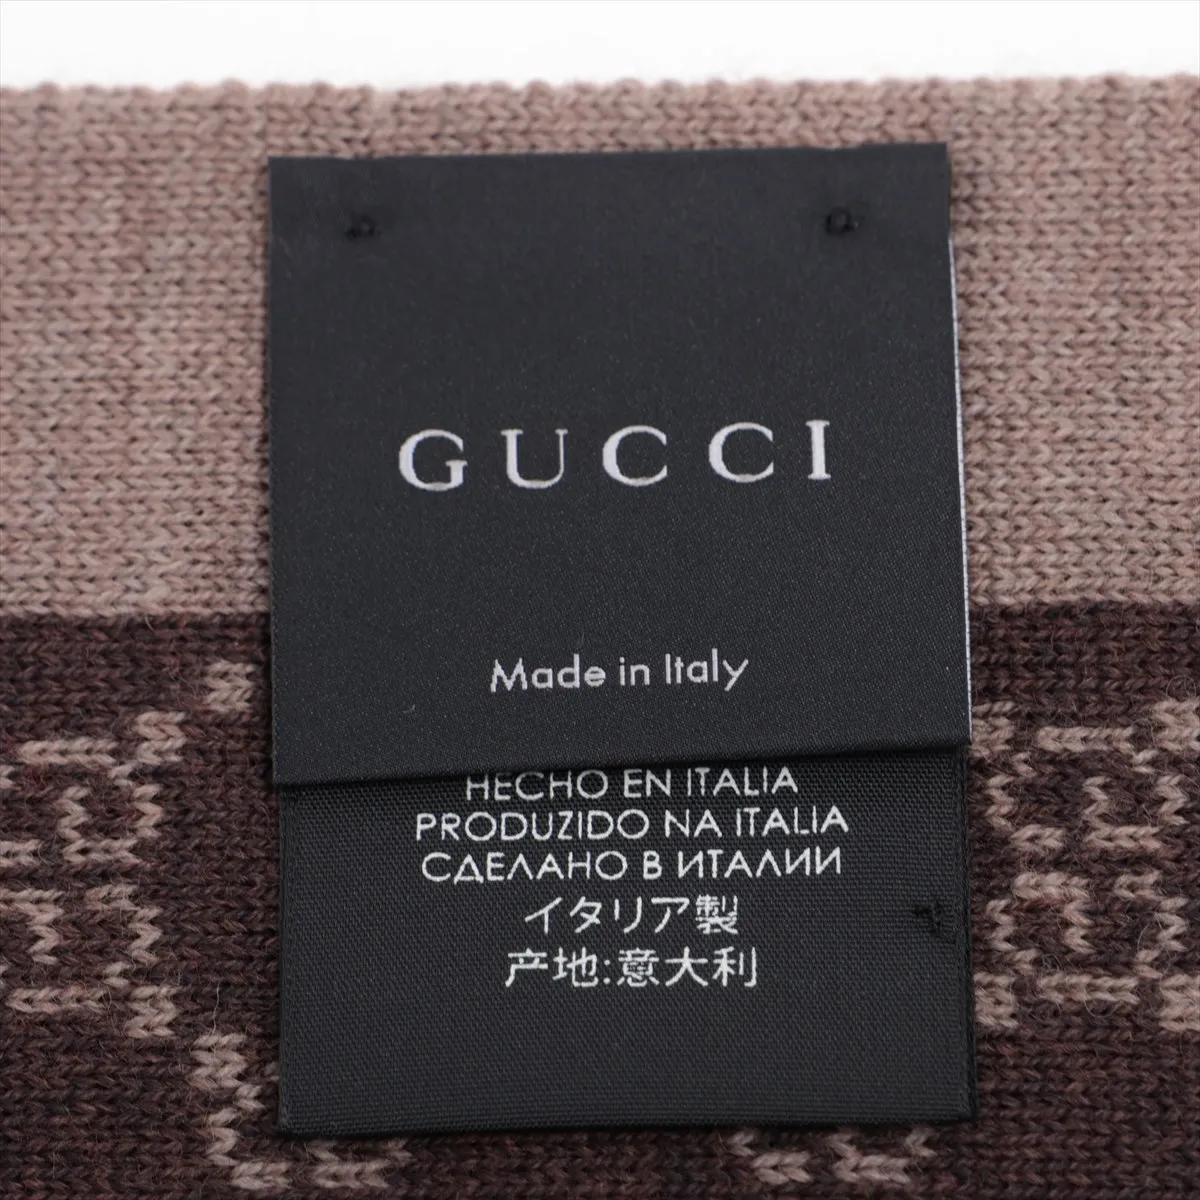 GUCCI
Made in Italy
HECHO EN ITALIA
PRODUZIDO NA ITALIA
СДЕЛАНО В ИТАЛИИ
イタリア製
产地:意大利